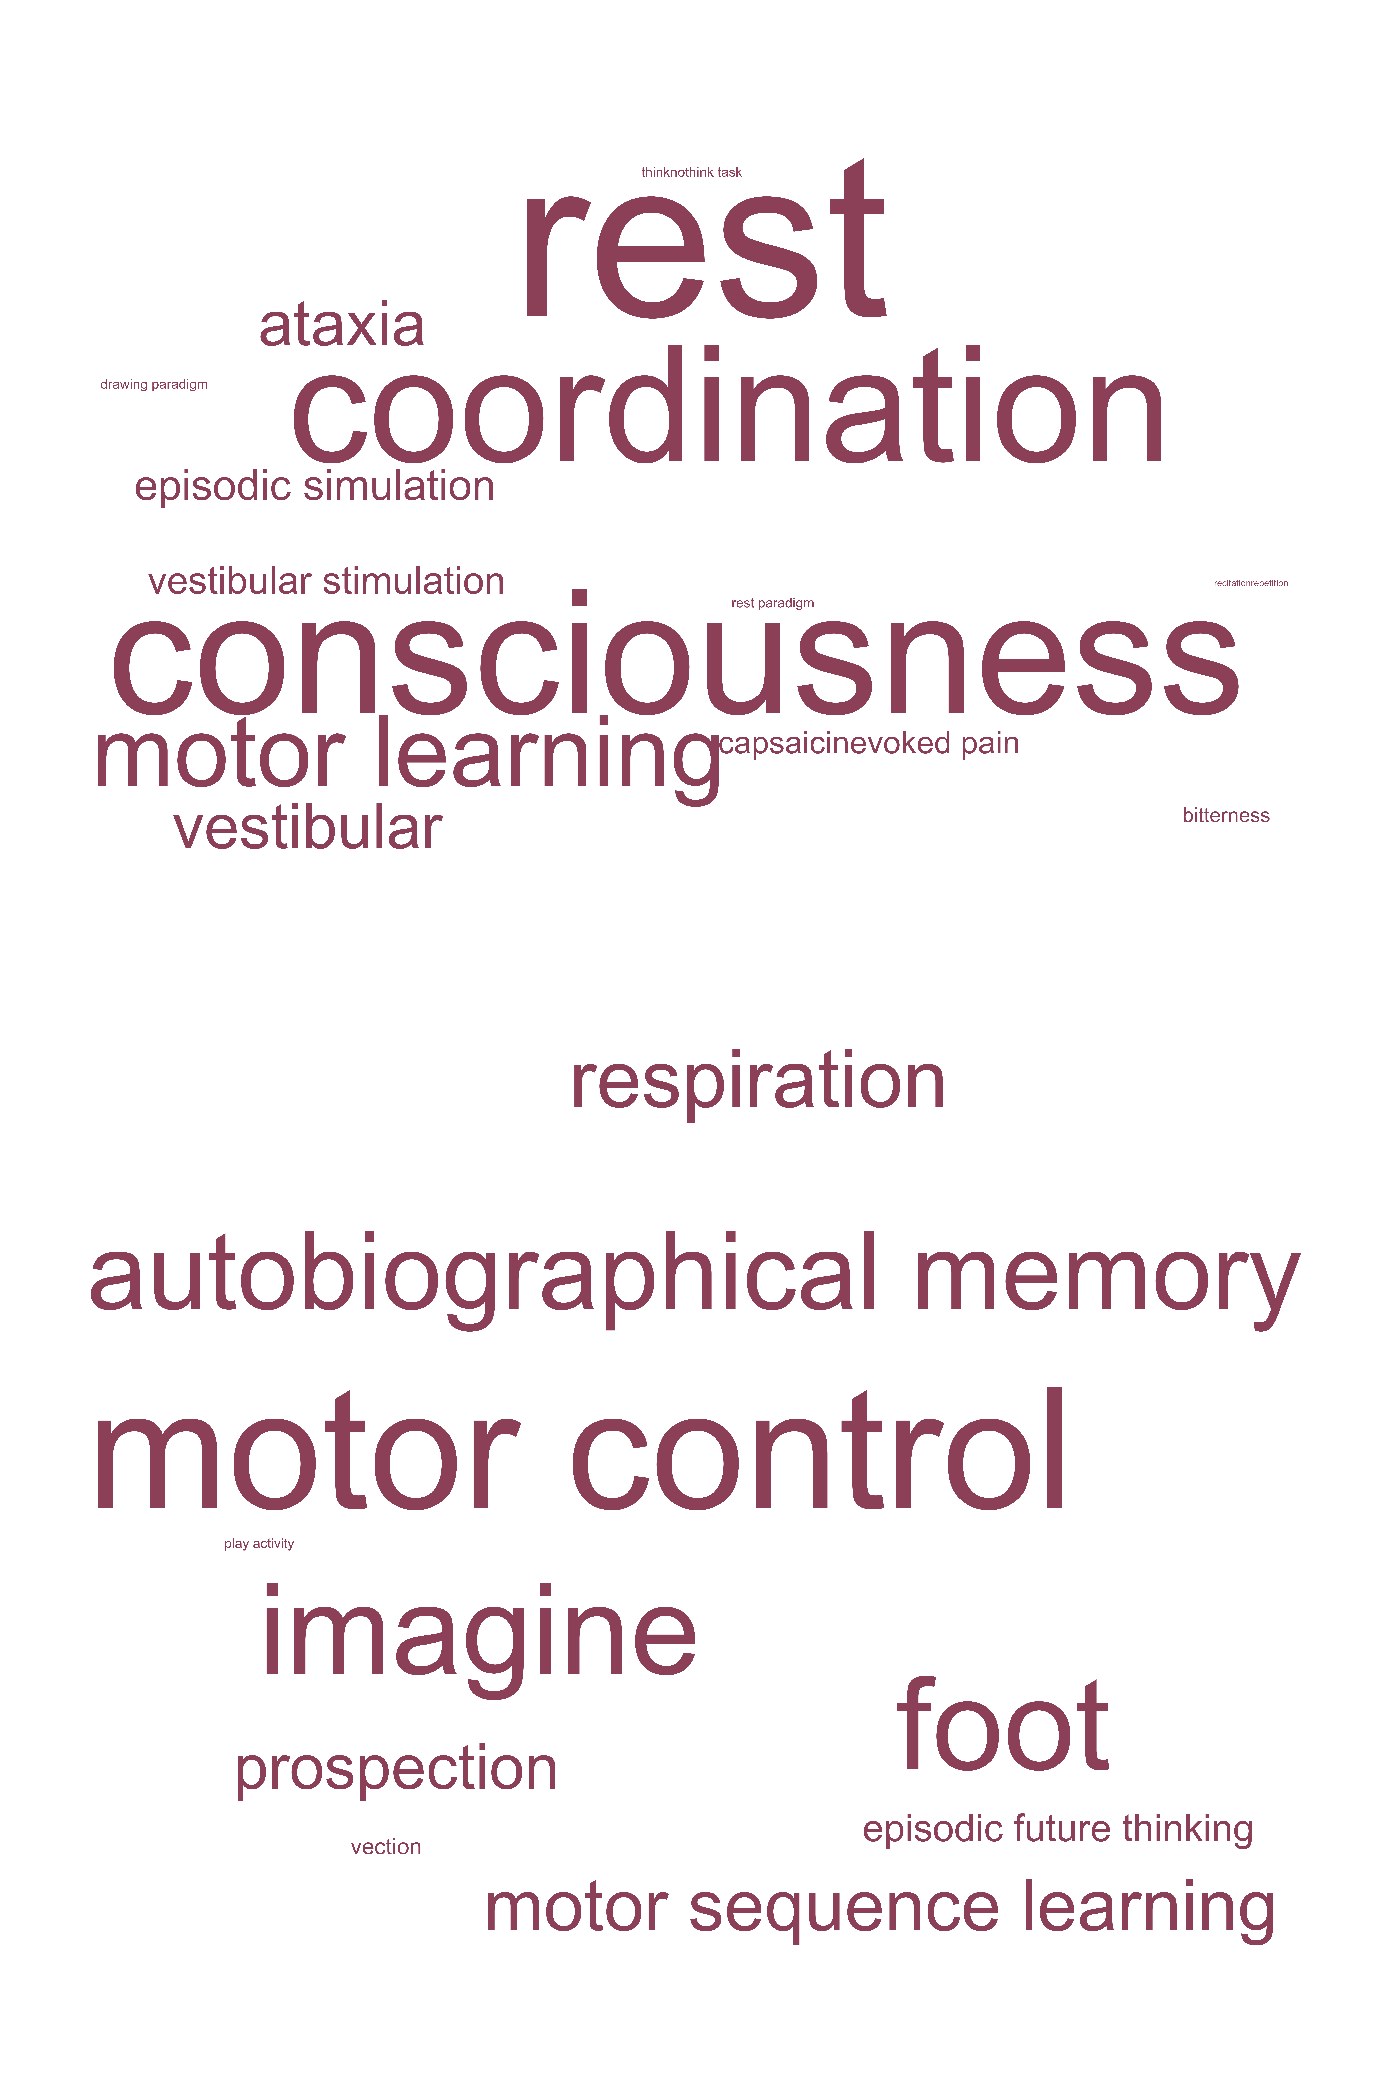 thinknothink task
rest
ataxia
coordination
drawing paradigm
episodic simulation
vestibular stimulation
recitationrepetition
rest paradigm
consciousness
motor learning
capsaicinevoked pain
bitterness
vestibular
respiration
autobiographical memory
motor control
play activity
imagine
foot
prospection
episodic future thinking
vection
motor sequence learning